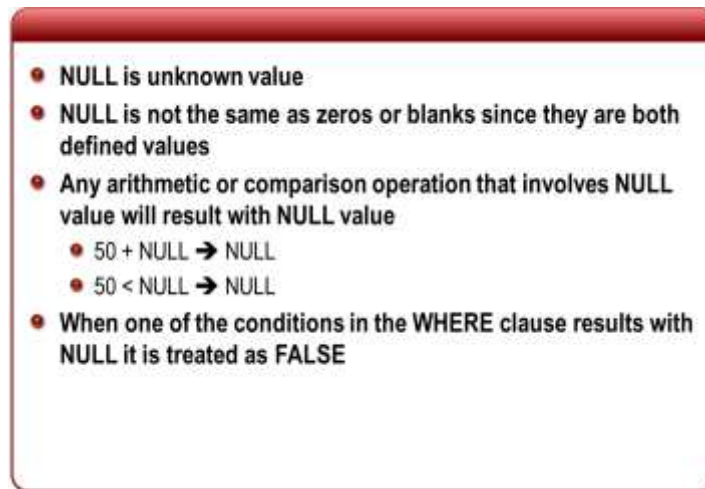 NULL is unknown value
NULL is not the same as zeros or blanks since they are both
defined values
Any arithmetic or comparison operation that involves NULL
value will result with NULL value
50 + NULL ➔ NULL
50 < NULL ➔ NULL
When one of the conditions in the WHERE clause results with
NULL it is treated as FALSE